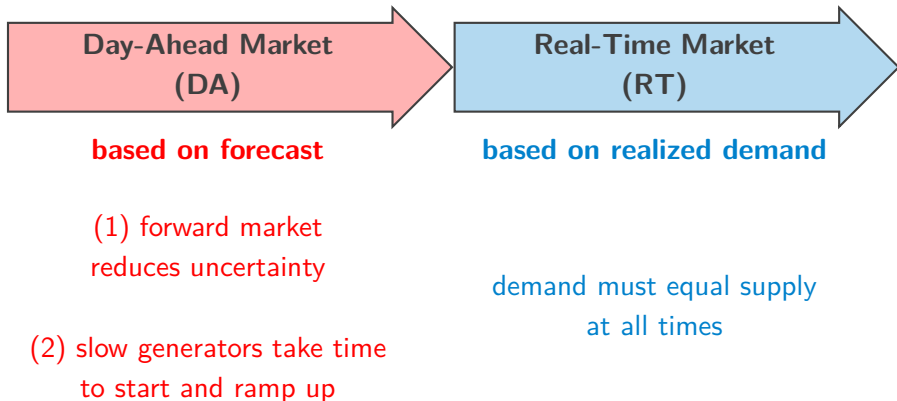 Day-Ahead Market
(DA)
based on forecast
(1) forward market
reduces uncertainty
(2) slow generators take time
to start and ramp up
Real-Time Market
(RT)
based on realized demand
demand must equal supply
at all times